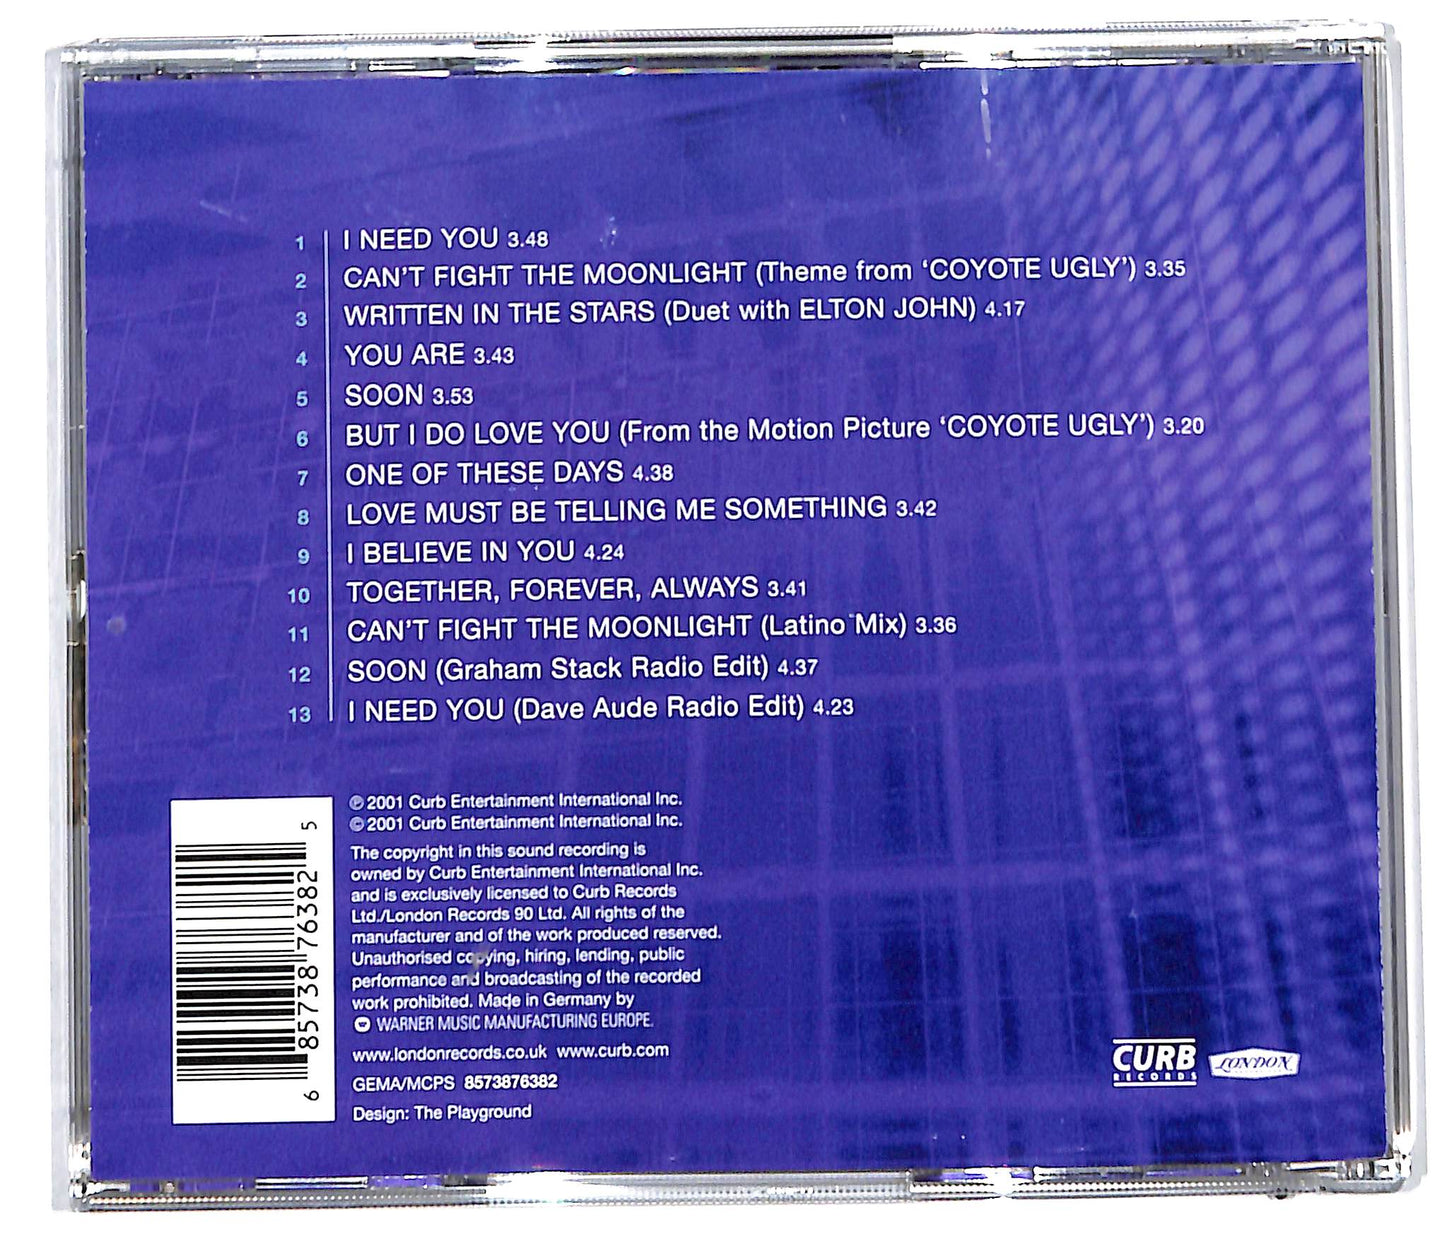 1 I NEED YOU 3.48
2 CAN'T FIGHT THE MOONLIGHT (Theme from 'COYOTE UGLY') 3.35
3 WRITTEN IN THE STARS (Duet with ELTON JOHN) 4.17
4 YOU ARE 3.43
5 SOON 3.53
6 BUT I DO LOVE YOU (From the Motion Picture 'COYOTE UGLY') 3.20
7 ONE OF THESE DAYS 4.38
8 LOVE MUST BE TELLING ME SOMETHING 3.42
9 I BELIEVE IN YOU 4.24
10 TOGETHER, FOREVER, ALWAYS 3.41
11 CAN'T FIGHT THE MOONLIGHT (Latino Mix) 3.36
12 SOON (Graham Stack Radio Edit) 4.37
13 I NEED YOU (Dave Aude Radio Edit) 4.23
℗ 2001 Curb Entertainment International Inc.
© 2001 Curb Entertainment International Inc.
The copyright in this sound recording is
owned by Curb Entertainment International Inc.
and is exclusively licensed to Curb Records
Ltd./London Records 90 Ltd. All rights of the
manufacturer and of the work produced reserved.
Unauthorised copying, hiring, lending, public
performance and broadcasting of the recorded
work prohibited. Made in Germany by
WARNER MUSIC MANUFACTURING EUROPE.
www.londonrecords.co.uk www.curb.com
GEMA/MCPS 8573876382
Design: The Playground
6 85738 76382 5
CURB
RECORDS
LONDON